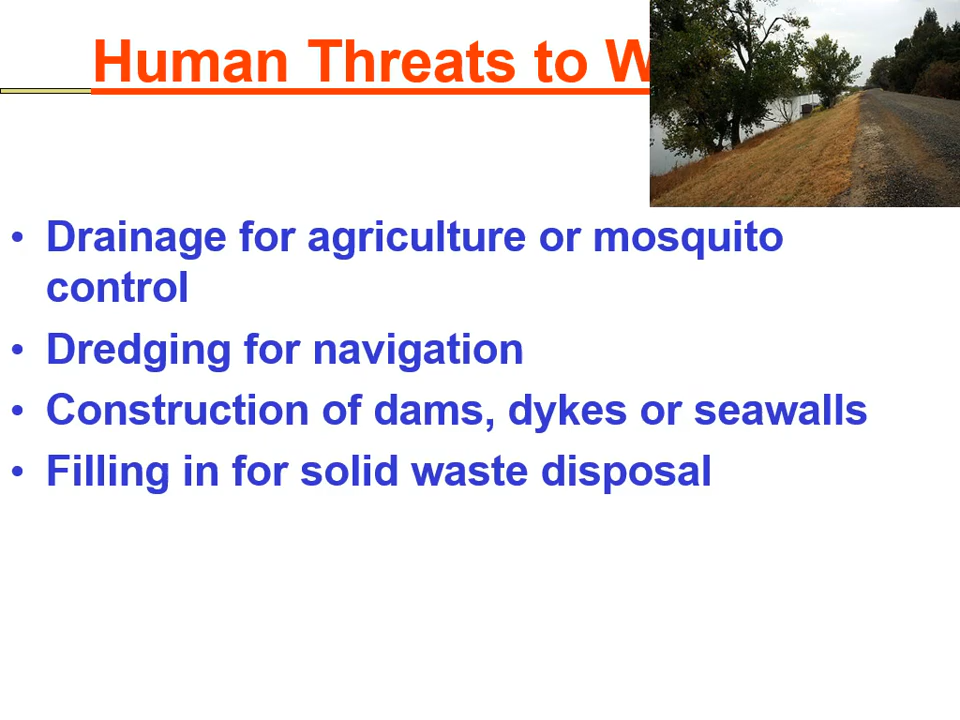 Human Threats to W
• Drainage for agriculture or mosquito
control
• Dredging for navigation
• Construction of dams, dykes or seawalls
• Filling in for solid waste disposal